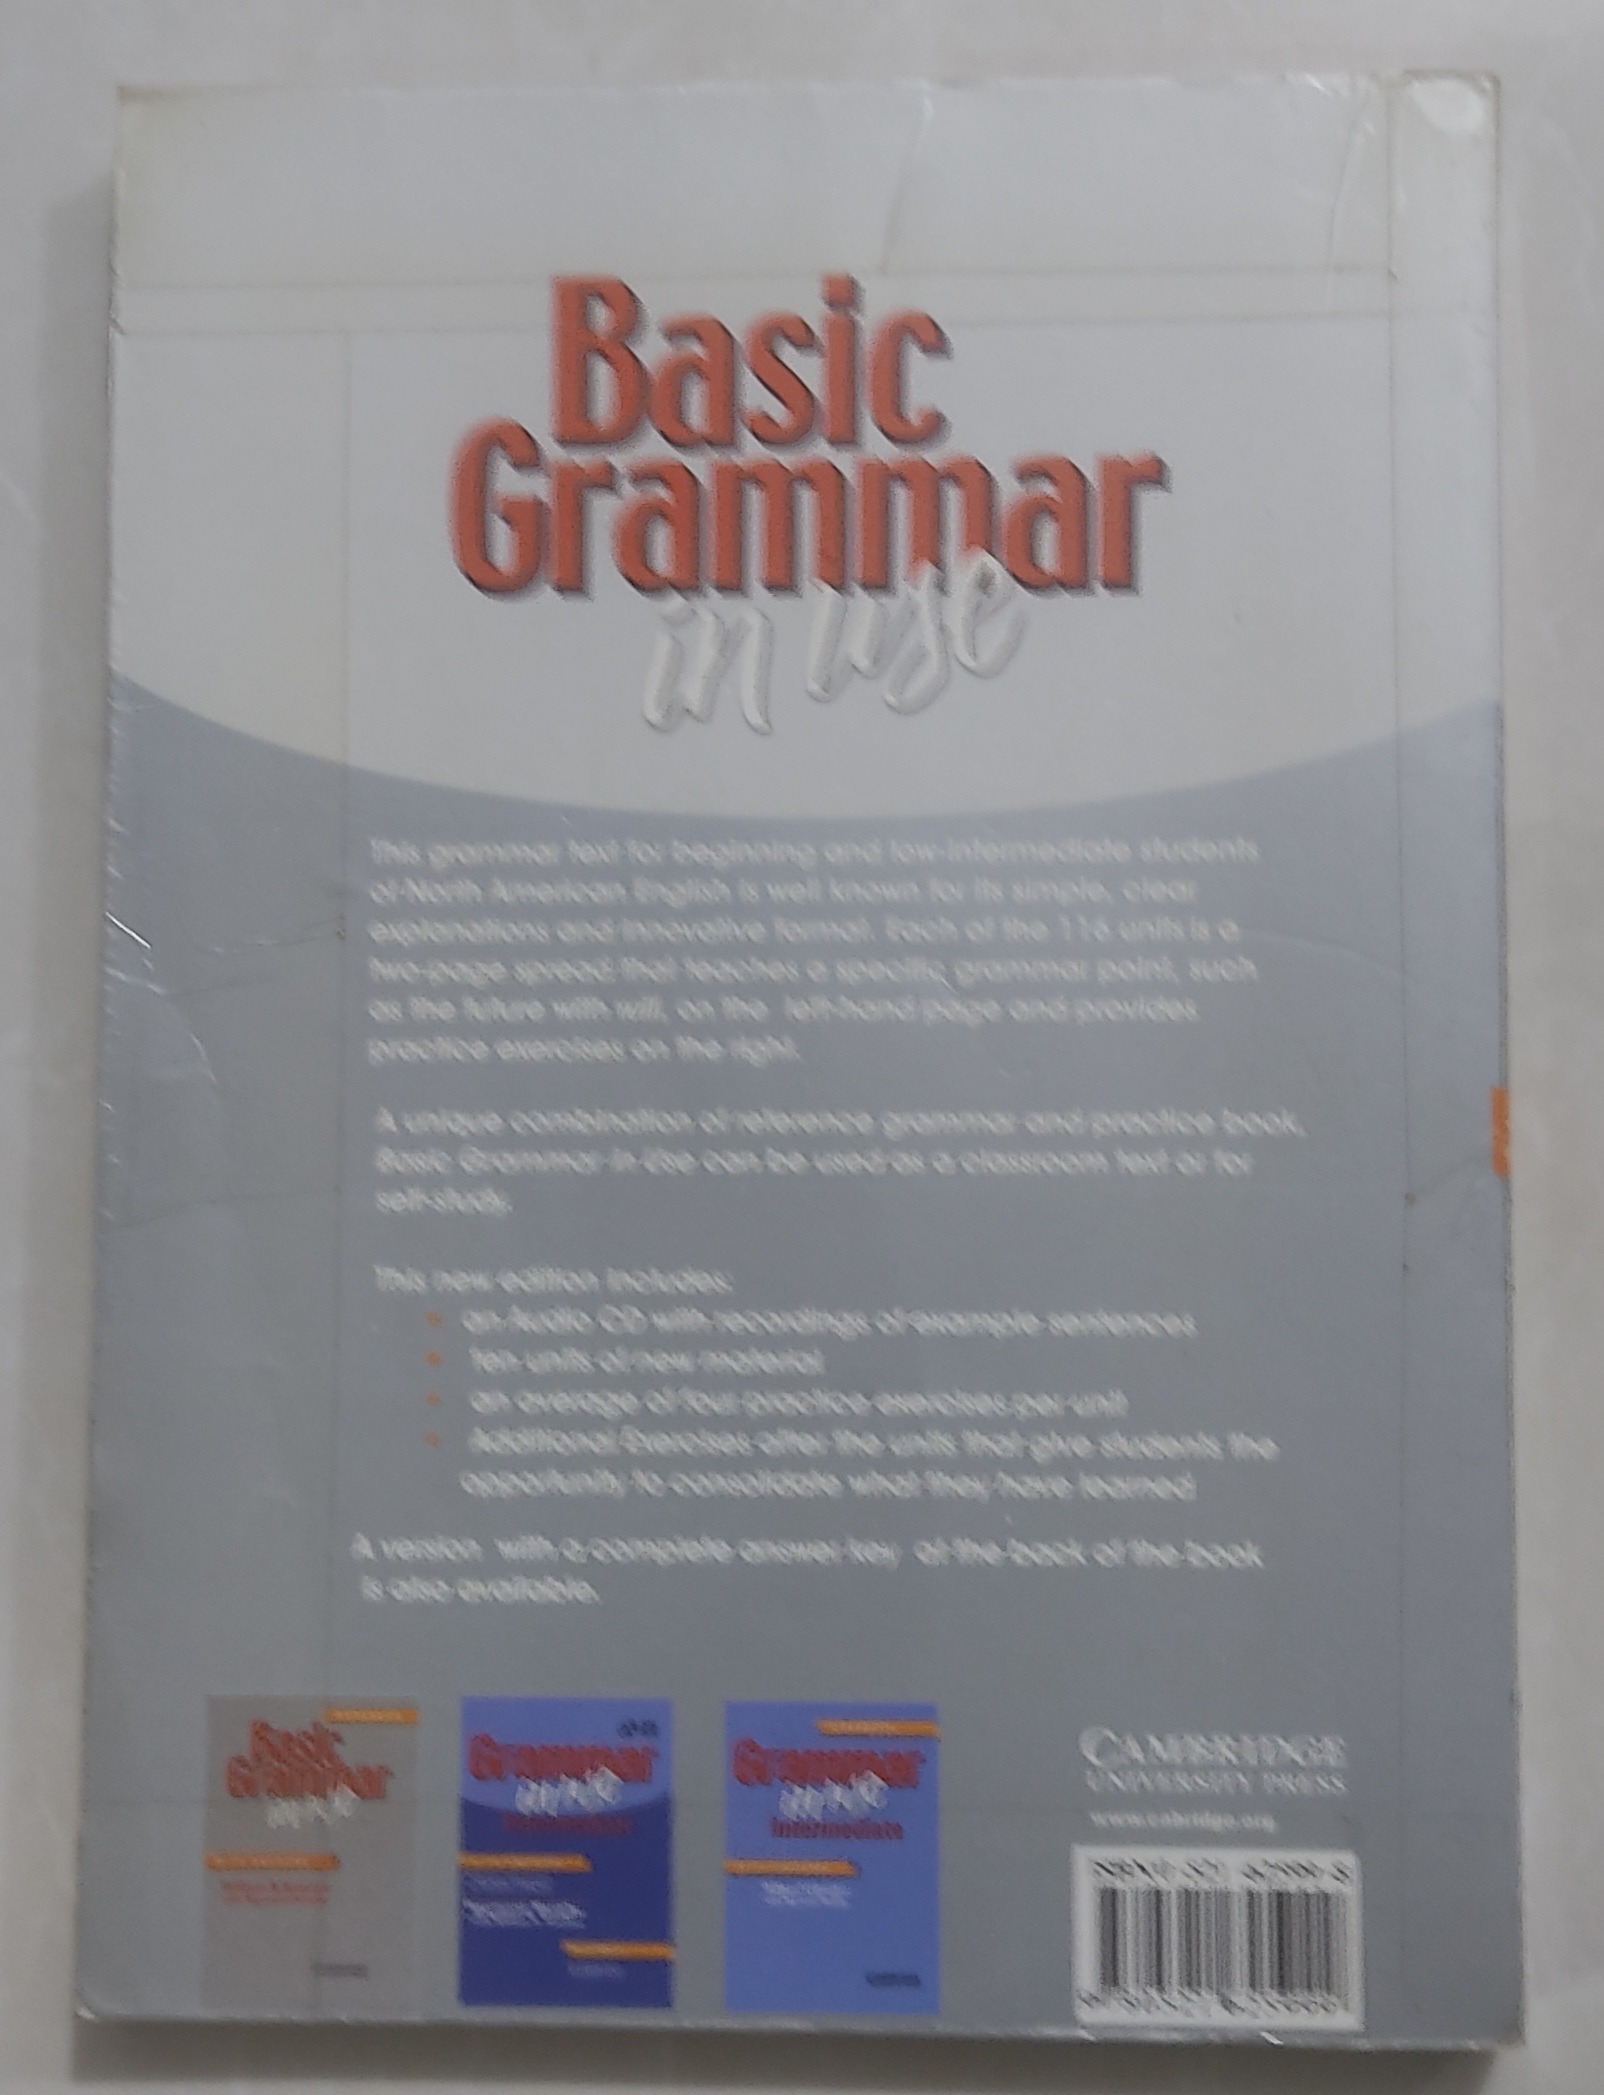 Basic
Grammar
in use
This grammar text for beginning and low-intermediate students
of North American English is well known for its simple, clear
explanations and innovative format. Each of the 116 units is a
two-page spread that teaches a specific grammar point, such
as the future with will, on the left-hand page and provides
practice exercises on the right.
A unique combination of reference grammar and practice book,
Basic Grammar in Use can be used as a classroom text or for
self-study.
This new edition includes:
an Audio CD with recordings of example sentences
Ten units of new material
an average of four practice exercises per unit
Additional Exercises after the units that give students the
opportunity to consolidate what they have learned
A version with a complete answer key at the back of the book
is also available.
Basic
Grammar
in use
Grammar
in use
Intermediate
Grammar
in use
Intermediate
CAMBRIDGE
UNIVERSITY PRESS
www.cabridge.org